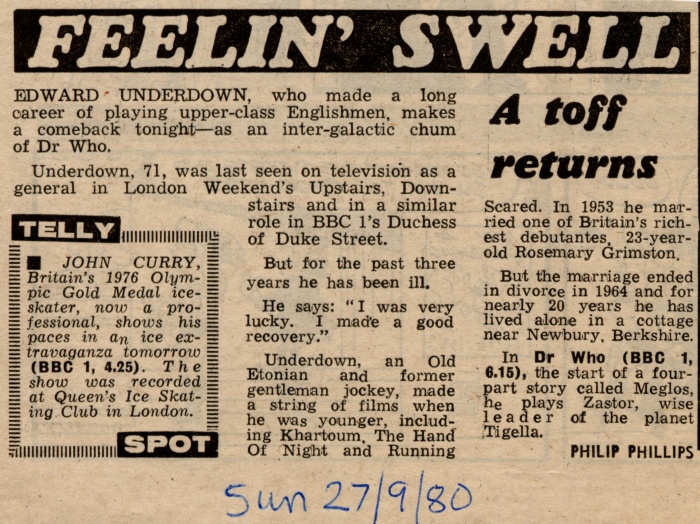 FEELIN' SWELL
EDWARD UNDERDOWN, who made a long
career of playing upper-class Englishmen, makes
a comeback tonight—as an inter-galactic chum
of Dr Who.
Underdown, 71, was last seen on television as a
general in London Weekend's Upstairs, Down-
stairs and in a similar
role in BBC 1's Duchess
of Duke Street.
But for the past three
years he has been ill.
He says: "I was very
lucky. I made a good
recovery."
Underdown, an Old
Etonian and former
gentleman jockey, made
a string of films when
he was younger, includ-
ing Khartoum, The Hand
Of Night and Running
A toff
returns
Scared. In 1953 he mar-
ried one of Britain's rich-
est debutantes, 23-year-
old Rosemary Grimston.
But the marriage ended
in divorce in 1964 and for
nearly 20 years he has
lived alone in a cottage
near Newbury, Berkshire.
In Dr Who (BBC 1,
6.15), the start of a four-
part story called Meglos,
he plays Zastor, wise
leader of the planet
Tigella.
PHILIP PHILLIPS
TELLY
■ JOHN CURRY,
Britain's 1976 Olym-
pic Gold Medal ice-
skater, now a pro-
fessional, shows his
paces in an ice ex-
travaganza tomorrow
(BBC 1, 4.25). The
show was recorded
at Queen's Ice Skat-
ing Club in London.
SPOT
Sun 27/9/80